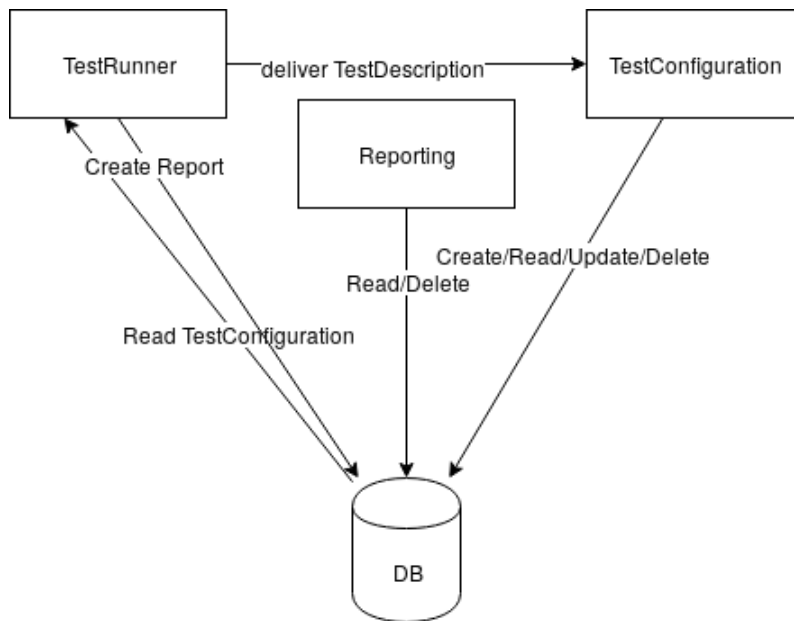 TestRunner
deliver TestDescription
TestConfiguration
Reporting
Create Report
Create/Read/Update/Delete
Read/Delete
Read TestConfiguration
DB